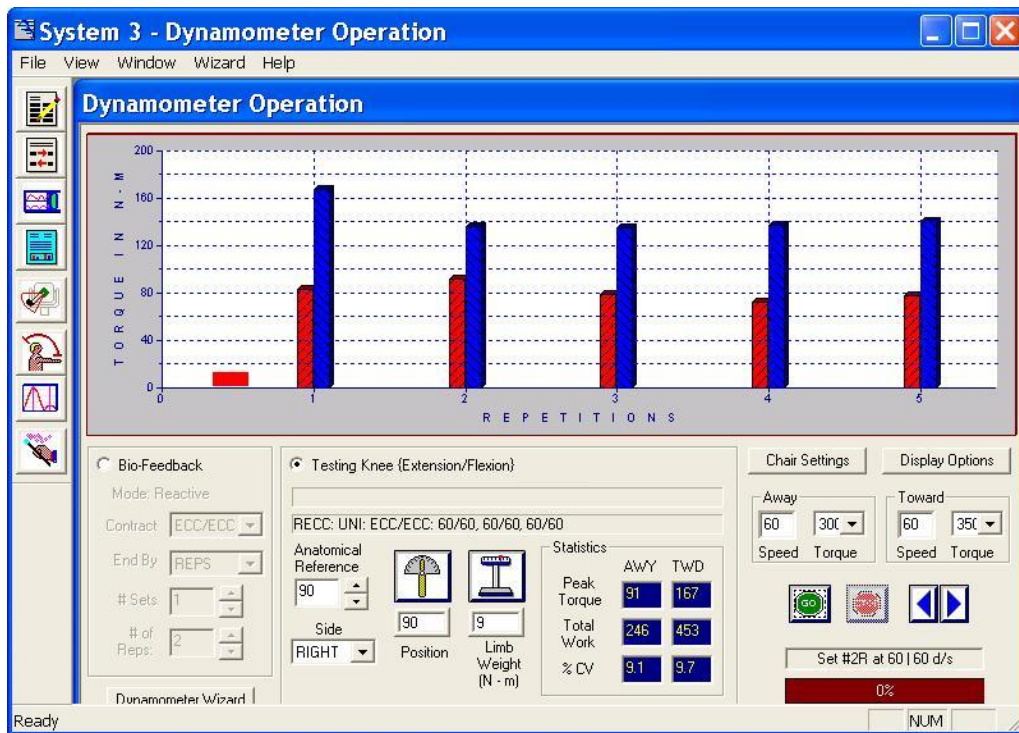 System 3 - Dynamometer Operation
File View Window Wizard Help
Dynamometer Operation
TORQUE IN N-M
200
160
120
80
40
0
0 1 2 3 4 5
REPETITIONS
Bio-Feedback
Mode: Reactive
Contract ECC/ECC
End By REPS
# Sets 1
# of Reps: 2
Dynamometer Wizard
Testing Knee {Extension/Flexion}
RECC: UNI: ECC/ECC: 60/60, 60/60, 60/60
Anatomical
Reference
90
Side
RIGHT
90
Position
9
Limb
Weight
(N - m)
Statistics
AWY TWD
Peak Torque 91 167
Total Work 246 453
% CV 9.1 9.7
Chair Settings Display Options
Away
60 300
Speed Torque
Toward
60 350
Speed Torque
GO
Set #2R at 60 | 60 d/s
0%
Ready NUM